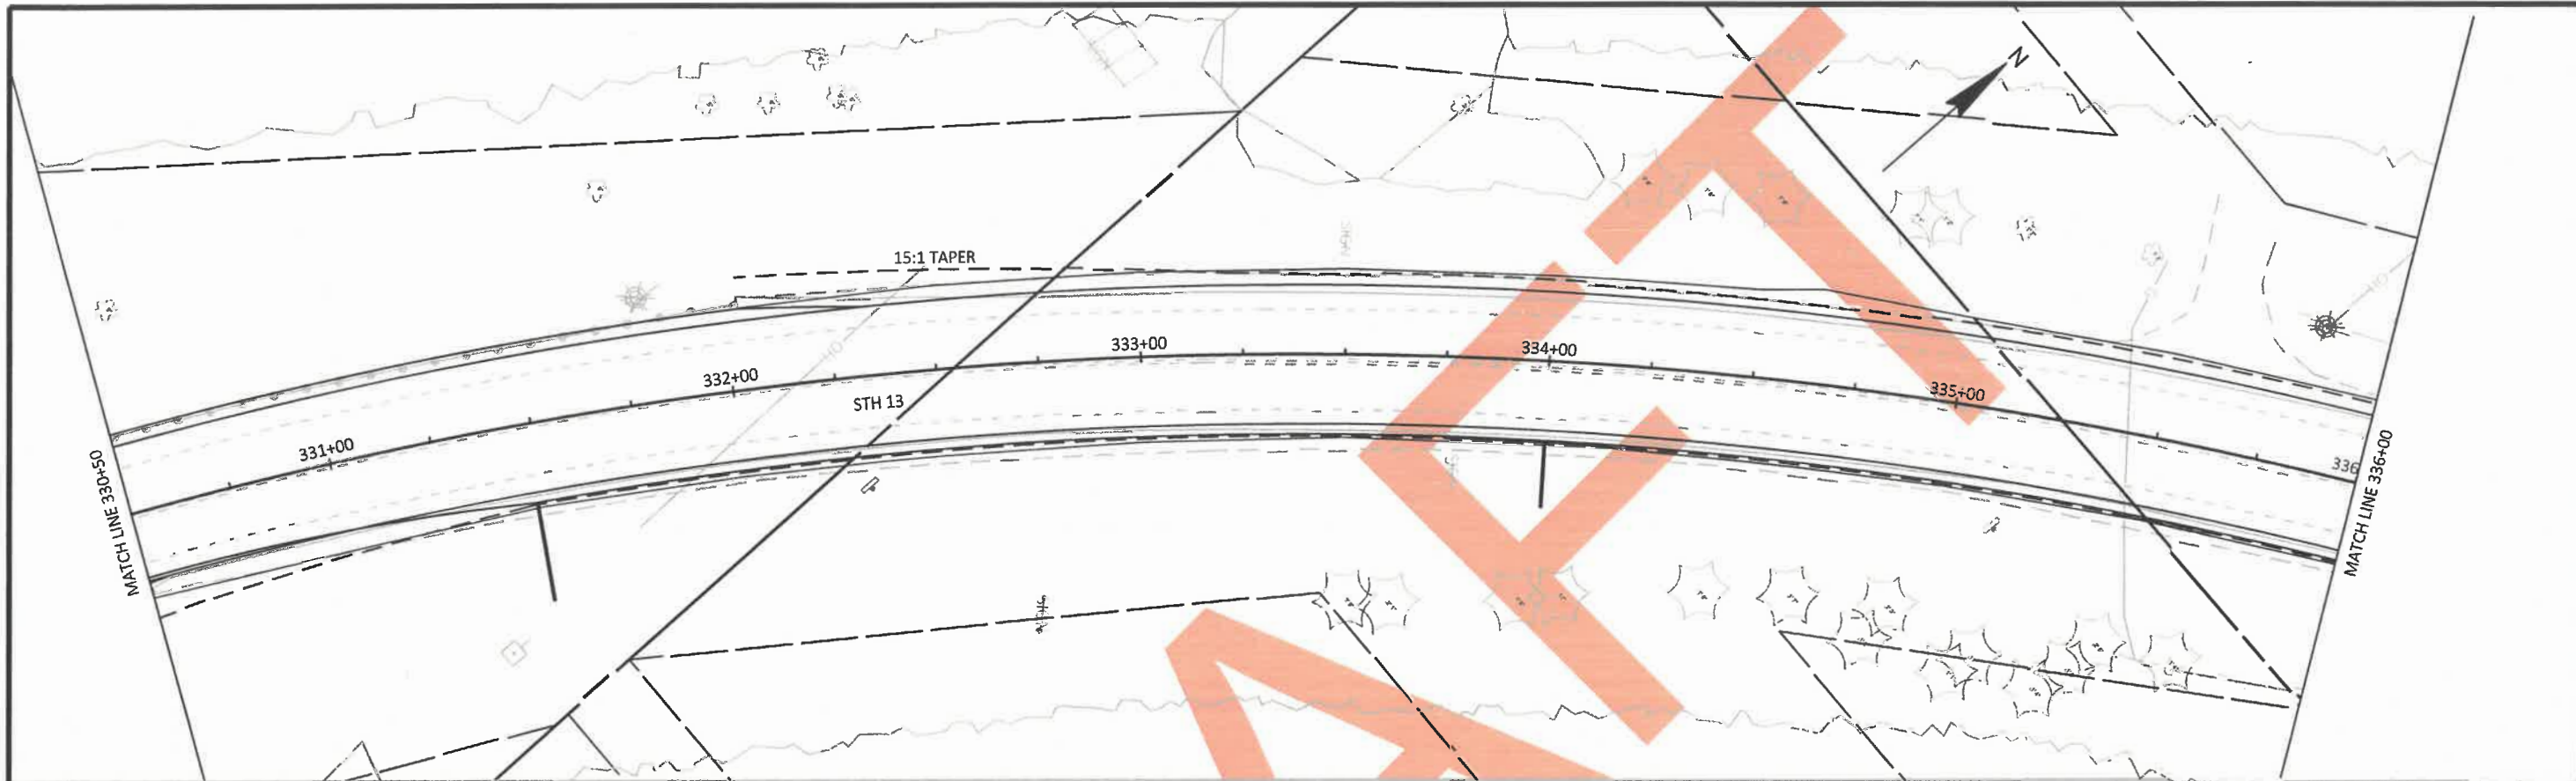 N
15:1 TAPER
333+00
334+00
332+00
335+00
STH 13
331+00
336
MATCH LINE 330+50
MATCH LINE 336+00
AFT